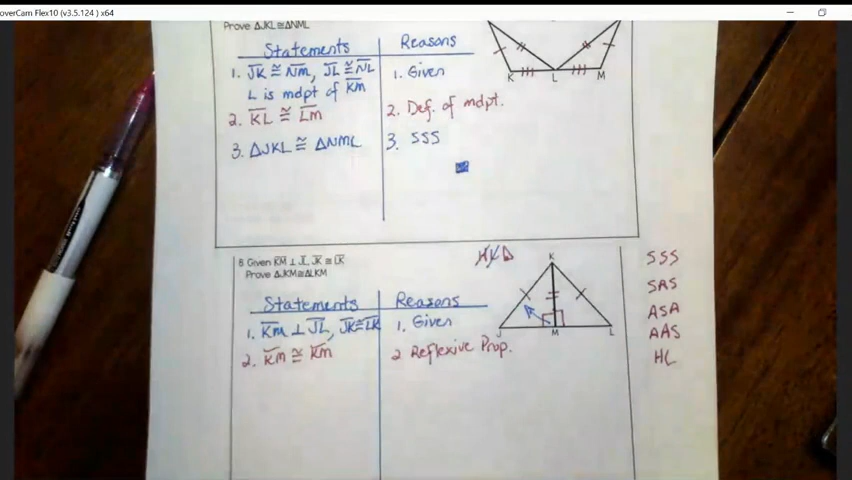 overCam Flex10 (v3.5.124 ) x64
Prove ΔJKL≅ΔNML
Statements Reasons
1. JK ≅ NM, JL ≅ NL 1. Given
L is mdpt of KM
2. KL ≅ LM 2. Def. of mdpt.
3. ΔJKL ≅ ΔNML 3. SSS
K L M
8 Given KM ⊥ JL, JK ≅ LK
Prove ΔJKM≅ΔLKM
Statements Reasons
1. KM ⊥ JL, JK≅LK 1. Given
2. KM ≅ KM 2 Reflexive Prop.
K
J M L
SSS
SAS
ASA
AAS
HL